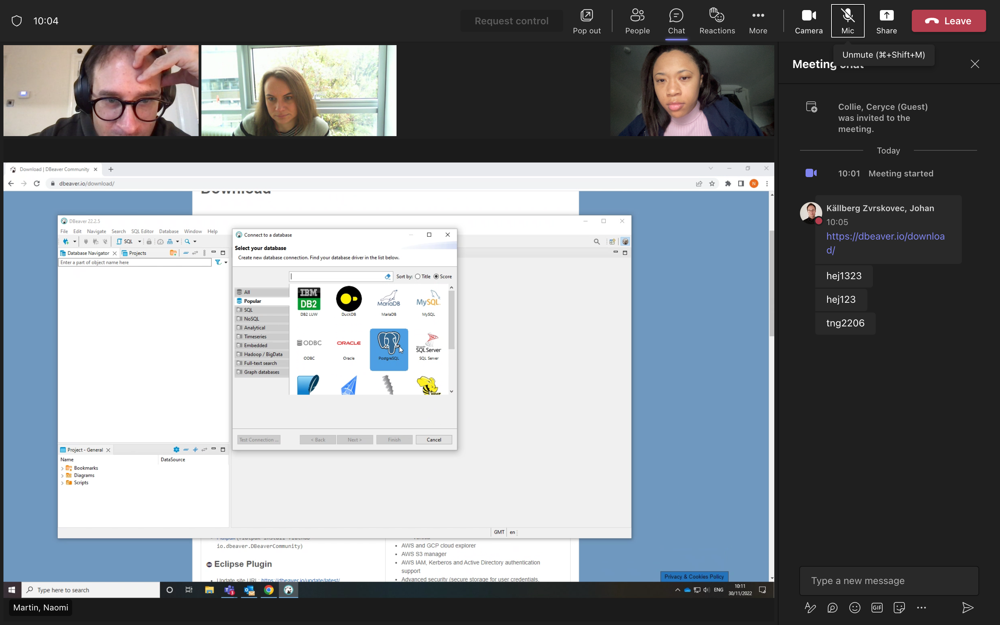 10:04
Request control
Pop out
People
Chat
Reactions
More
Camera
Mic
Share
Leave
Unmute (⌘+Shift+M)
Meeting chat
Collie, Ceryce (Guest)
was invited to the
meeting.
Today
10:01 Meeting started
Källberg Zvrskovec, Johan
10:05
https://dbeaver.io/downloa
d/
hej1323
hej123
tng2206
Type a new message
GIF
Download | DBeaver Community
dbeaver.io/download/
N
Download
DBeaver 22.2.5
File Edit Navigate Search SQL Editor Database Window Help
SQL
Database Navigator
Projects
Enter a part of object name here
Connect to a database
Select your database
Create new database connection. Find your database driver in the list below.
Sort by: Title Score
All
Popular
SQL
NoSQL
Analytical
Timeseries
Embedded
Hadoop / BigData
Full-text search
Graph databases
IBM
DB2
DB2 LUW
DuckDB
MariaDB
MariaDB
MySQL
MySQL
ODBC
ODBC
ORACLE
Oracle
PostgreSQL
Microsoft
SQL Server
SQL Server
HIVE
Test Connection ...
< Back
Next >
Finish
Cancel
Project - General
Name
DataSource
Bookmarks
Diagrams
Scripts
GMT
en
io.dbeaver.DBeaverCommunity)
Eclipse Plugin
Update site URL: https://dbeaver.io/update/latest/
AWS and GCP cloud explorer
AWS S3 manager
AWS IAM, Kerberos and Active Directory authentication
support
Advanced security (secure storage for user credentials,
Privacy & Cookies Policy
Type here to search
3
ENG
10:11
30/11/2022
Martin, Naomi